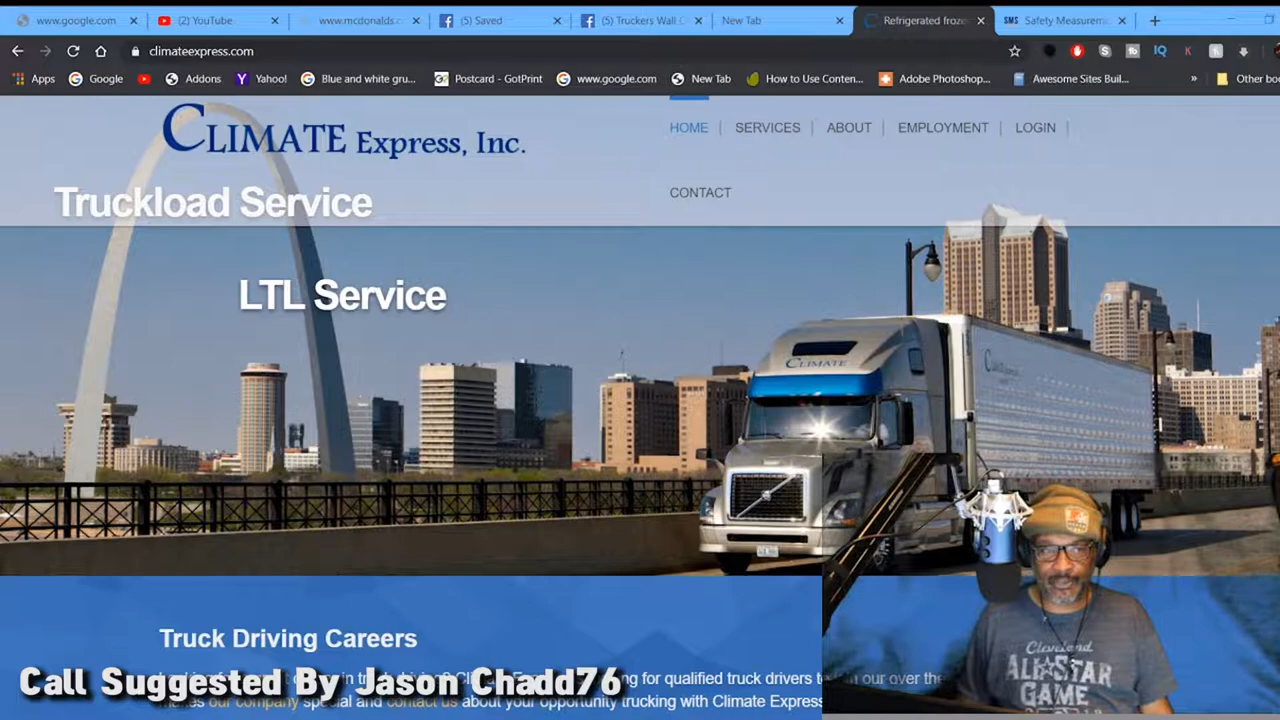 www.google.com
(2) YouTube
www.mcdonalds.c
(5) Saved
(5) Truckers Wall
New Tab
Refrigerated froze
SMS Safety Measurem
climateexpress.com
IQ
K
Apps
Google
Addons
Yahoo!
Blue and white gru...
Postcard - GotPrint
www.google.com
New Tab
How to Use Conten...
Adobe Photoshop...
Awesome Sites Buil...
»
Other bo
CLIMATE Express, Inc.
HOME
SERVICES
ABOUT
EMPLOYMENT
LOGIN
CONTACT
Truckload Service
LTL Service
CLIMATE
Truck Driving Careers
for qualified truck drivers
our over the
our company special and contact us about your opportunity trucking with Climate Express
Call Suggested By Jason Chadd76
Cleveland
ALL STAR
GAME